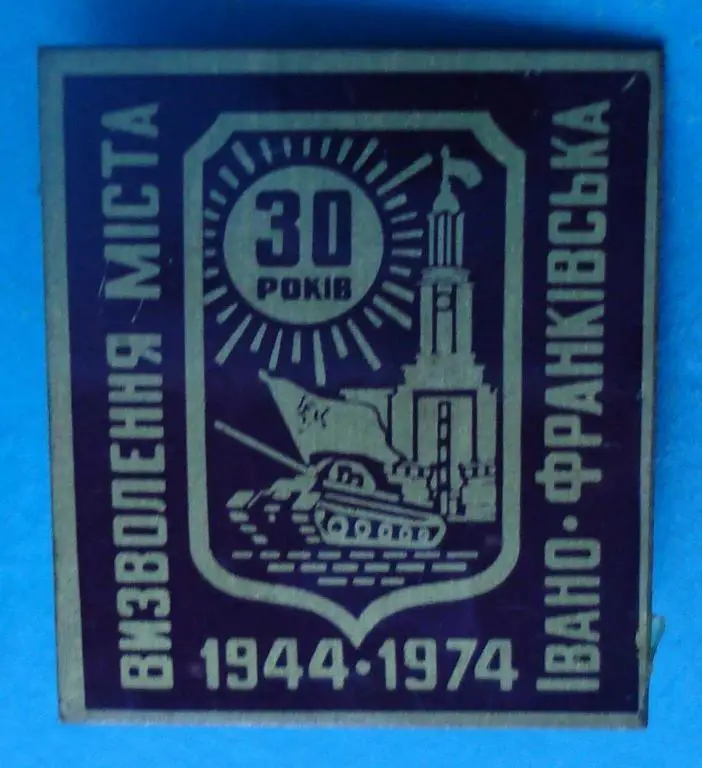 ВИЗВОЛЕННЯ МІСТА
ІВАНО·ФРАНКІВСЬКА
30
РОКІВ
1944·1974